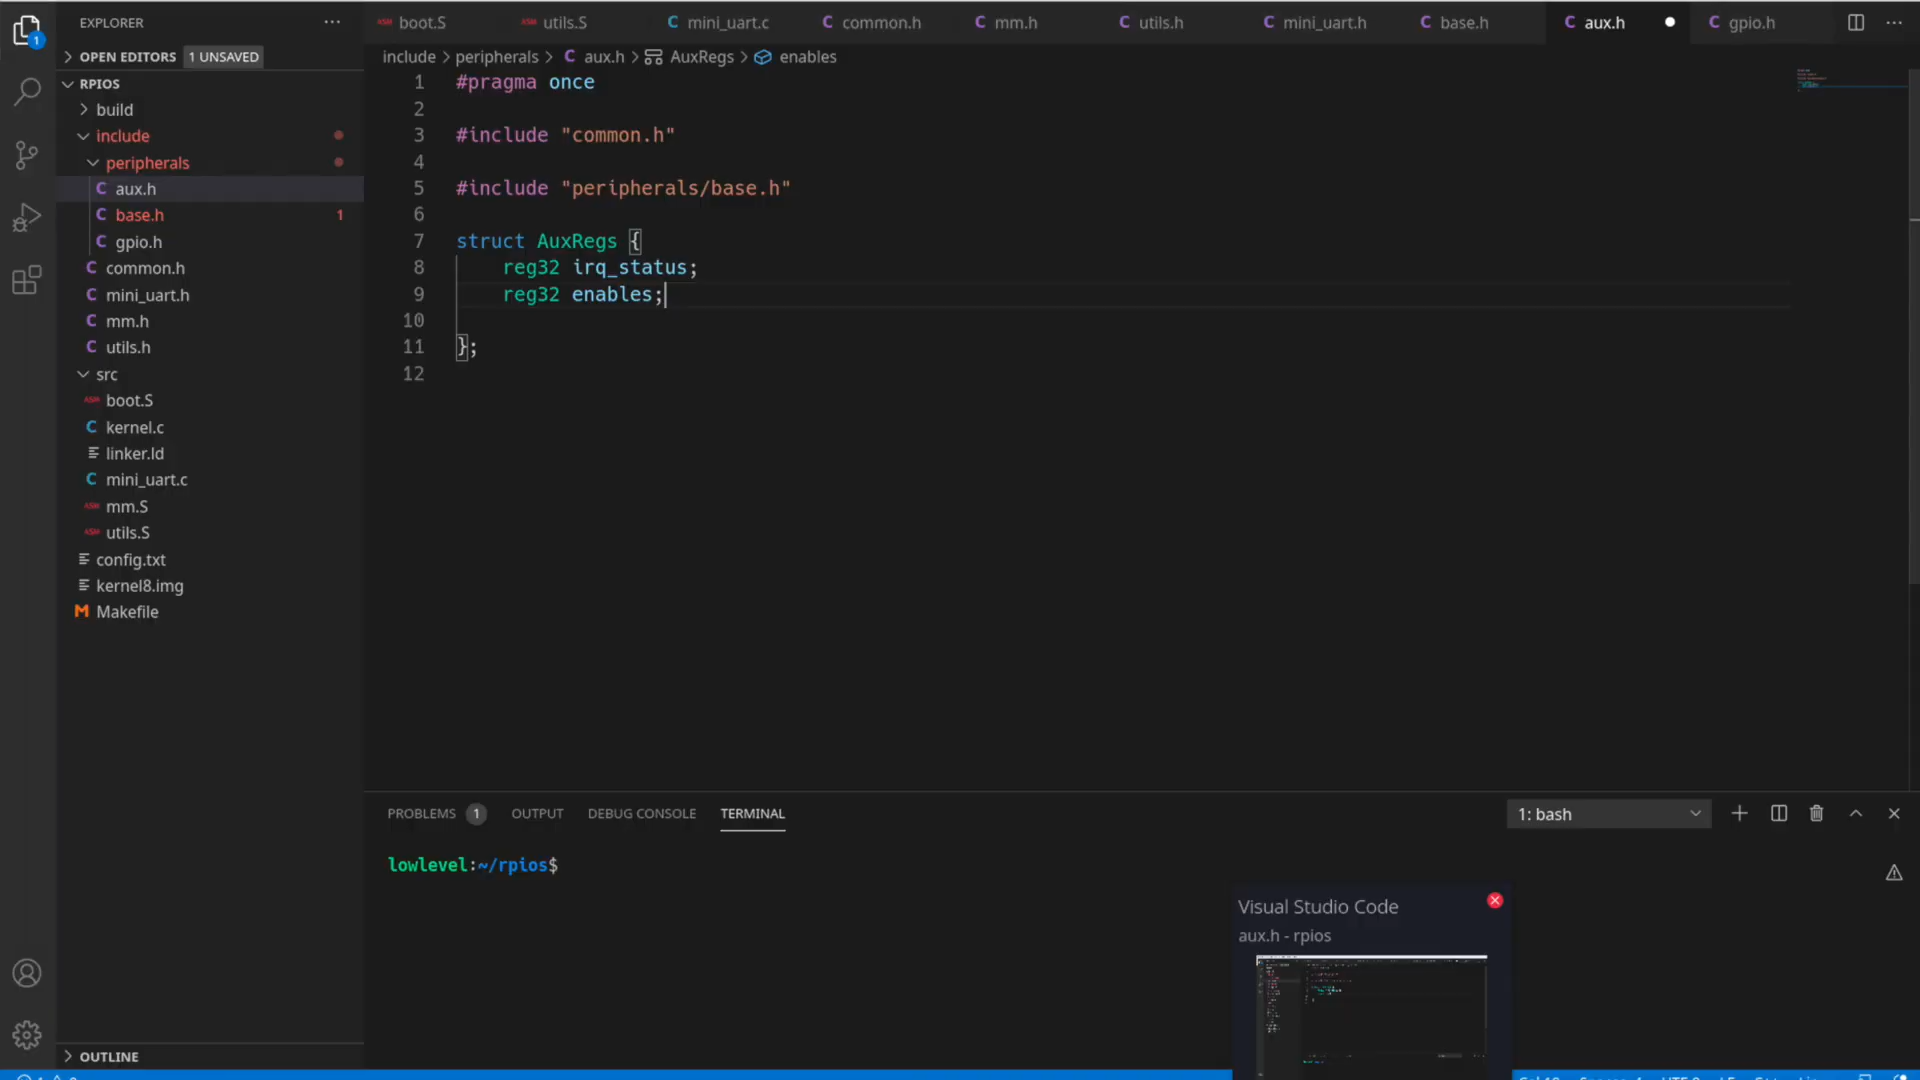 EXPLORER
OPEN EDITORS 1 UNSAVED
RPIOS
build
include
peripherals
aux.h
base.h 1
gpio.h
common.h
mini_uart.h
mm.h
utils.h
src
boot.S
kernel.c
linker.ld
mini_uart.c
mm.S
utils.S
config.txt
kernel8.img
Makefile
OUTLINE
boot.S utils.S mini_uart.c common.h mm.h utils.h mini_uart.h base.h aux.h gpio.h
include > peripherals > C aux.h > AuxRegs > enables
1 #pragma once
2
3 #include "common.h"
4
5 #include "peripherals/base.h"
6
7 struct AuxRegs {
8 reg32 irq_status;
9 reg32 enables;
10
11 };
12
PROBLEMS 1 OUTPUT DEBUG CONSOLE TERMINAL 1: bash
lowlevel:~/rpios$
Visual Studio Code
aux.h - rpios